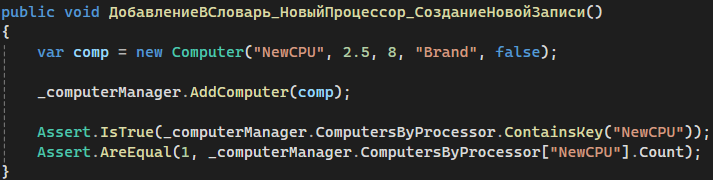 public void ДобавлениеВСловарь_НовыйПроцессор_СозданиеНовойЗаписи()
{
var comp = new Computer("NewCPU", 2.5, 8, "Brand", false);
_computerManager.AddComputer(comp);
Assert.IsTrue(_computerManager.ComputersByProcessor.ContainsKey("NewCPU"));
Assert.AreEqual(1, _computerManager.ComputersByProcessor["NewCPU"].Count);
}